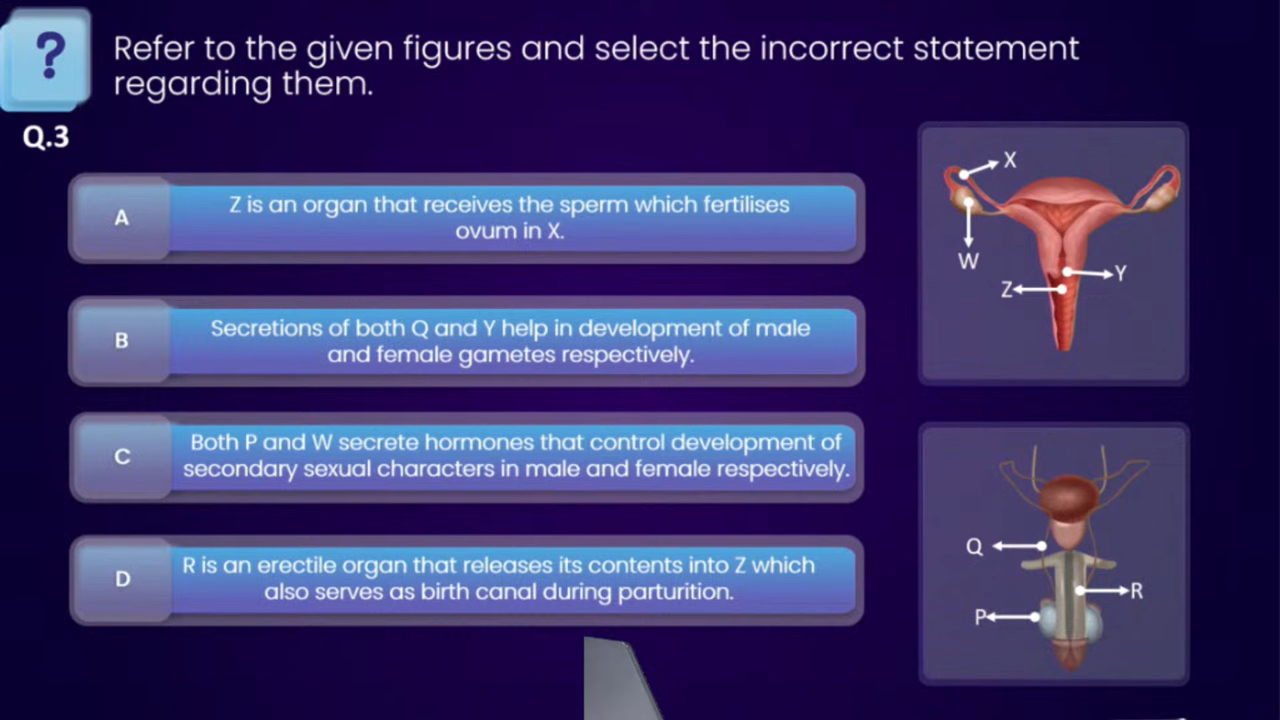 ?
Refer to the given figures and select the incorrect statement
regarding them.
Q.3
A
Z is an organ that receives the sperm which fertilises
ovum in X.
B
Secretions of both Q and Y help in development of male
and female gametes respectively.
C
Both P and W secrete hormones that control development of
secondary sexual characters in male and female respectively.
D
R is an erectile organ that releases its contents into Z which
also serves as birth canal during parturition.
X
W
Y
Z
Q
R
P